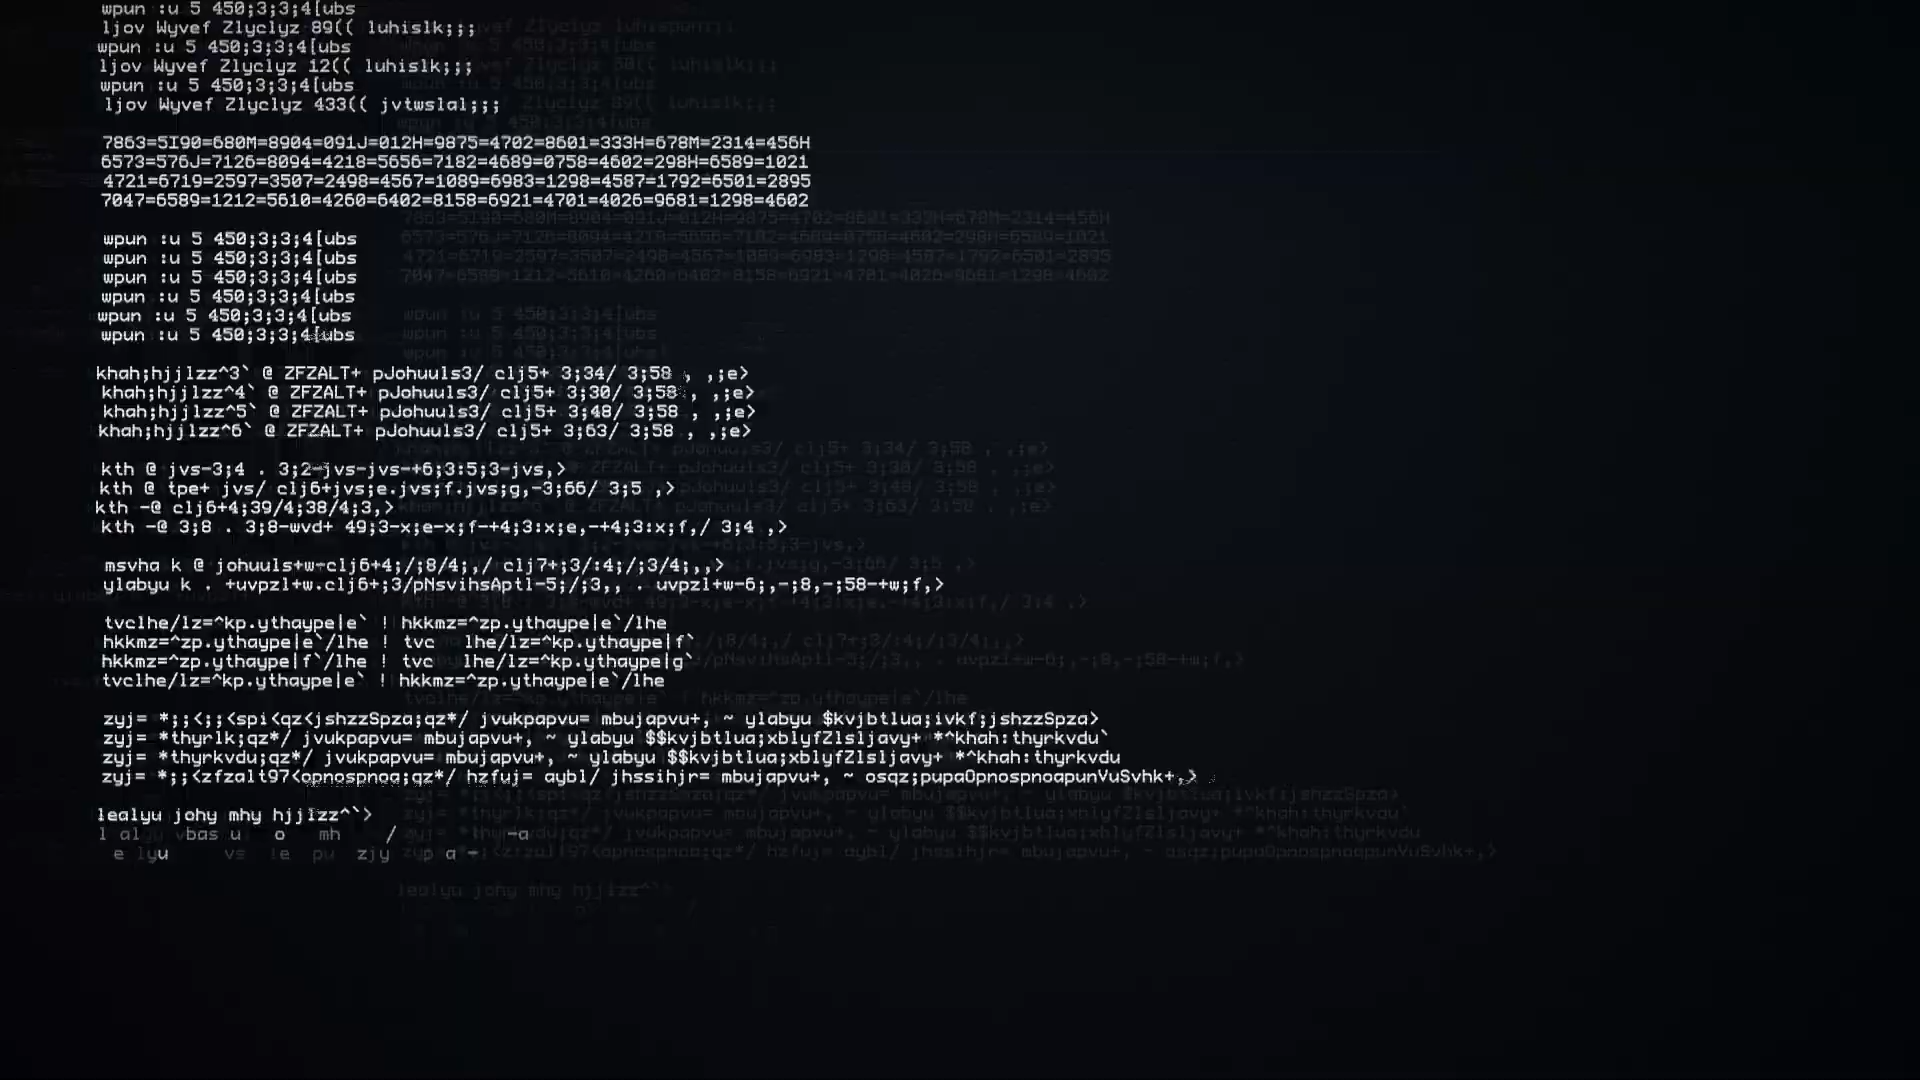 wpun :u 5 450;3;3;4[ubs
ljov Wyvef Zlyclyz 89(( luhislk;;;
wpun :u 5 450;3;3;4[ubs
ljov Wyvef Zlyclyz 12(( luhislk;;;
wpun :u 5 450;3;3;4[ubs
ljov Wyvef Zlyclyz 433(( jvtwslal;;;
7863=5I90=680M=8904=091J=012H=9875=4702=8601=333H=678M=2314=456H
6573=576J=7126=8094=4218=5656=7182=4689=0758=4602=298H=6589=1021
4721=6719=2597=3507=2498=4567=1089=6983=1298=4587=1792=6501=2895
7047=6589=1212=5610=4260=6402=8158=6921=4701=4026=9681=1298=4602
wpun :u 5 450;3;3;4[ubs
wpun :u 5 450;3;3;4[ubs
wpun :u 5 450;3;3;4[ubs
wpun :u 5 450;3;3;4[ubs
wpun :u 5 450;3;3;4[ubs
wpun :u 5 450;3;3;4[ubs
khah;hjjlzz^3` @ ZFZALT+ pJohuuls3/ clj5+ 3;34/ 3;58 , ,;e>
khah;hjjlzz^4` @ ZFZALT+ pJohuuls3/ clj5+ 3;30/ 3;58 , ,;e>
khah;hjjlzz^5` @ ZFZALT+ pJohuuls3/ clj5+ 3;48/ 3;58 , ,;e>
khah;hjjlzz^6` @ ZFZALT+ pJohuuls3/ clj5+ 3;63/ 3;58 , ,;e>
kth @ jvs-3;4 . 3;2-jvs-jvs-+6;3:5;3-jvs,>
kth @ tpe+ jvs/ clj6+jvs;e.jvs;f.jvs;g,-3;66/ 3;5 ,>
kth -@ clj6+4;39/4;38/4;3,>
kth -@ 3;8 . 3;8-wvd+ 49;3-x;e-x;f-+4;3:x;e,-+4;3:x;f,/ 3;4 ,>
msvha k @ johuuls+w-clj6+4;/;8/4;,/ clj7+;3/:4;/;3/4;,,>
ylabyu k . +uvpzl+w.clj6+;3/pNsvihsAptl-5;/;3,, . uvpzl+w-6;,-;8,-;58-+w;f,>
tvclhe/lz=^kp.ythaype|e` ! hkkmz=^zp.ythaype|e`/lhe
hkkmz=^zp.ythaype|e`/lhe ! tvc   lhe/lz=^kp.ythaype|f`
hkkmz=^zp.ythaype|f`/lhe ! tvc   lhe/lz=^kp.ythaype|g`
tvclhe/lz=^kp.ythaype|e` ! hkkmz=^zp.ythaype|e`/lhe
zyj= *;;<;;<spi<qz<jshzzSpza;qz*/ jvukpapvu= mbujapvu+, ~ ylabyu $kvjbtlua;ivkf;jshzzSpza>
zyj= *thyrlk;qz*/ jvukpapvu= mbujapvu+, ~ ylabyu $$kvjbtlua;xblyfZlsljavy+ *^khah:thyrkvdu`
zyj= *thyrkvdu;qz*/ jvukpapvu= mbujapvu+, ~ ylabyu $$kvjbtlua;xblyfZlsljavy+ *^khah:thyrkvdu
zyj= *;;<zfzalt97<opnospnoa;qz*/ hzfuj= aybl/ jhssihjr= mbujapvu+, ~ osqz;pupaOpnospnoapunVuSvhk+,>
lealyu johy mhy hjjlzz^`>